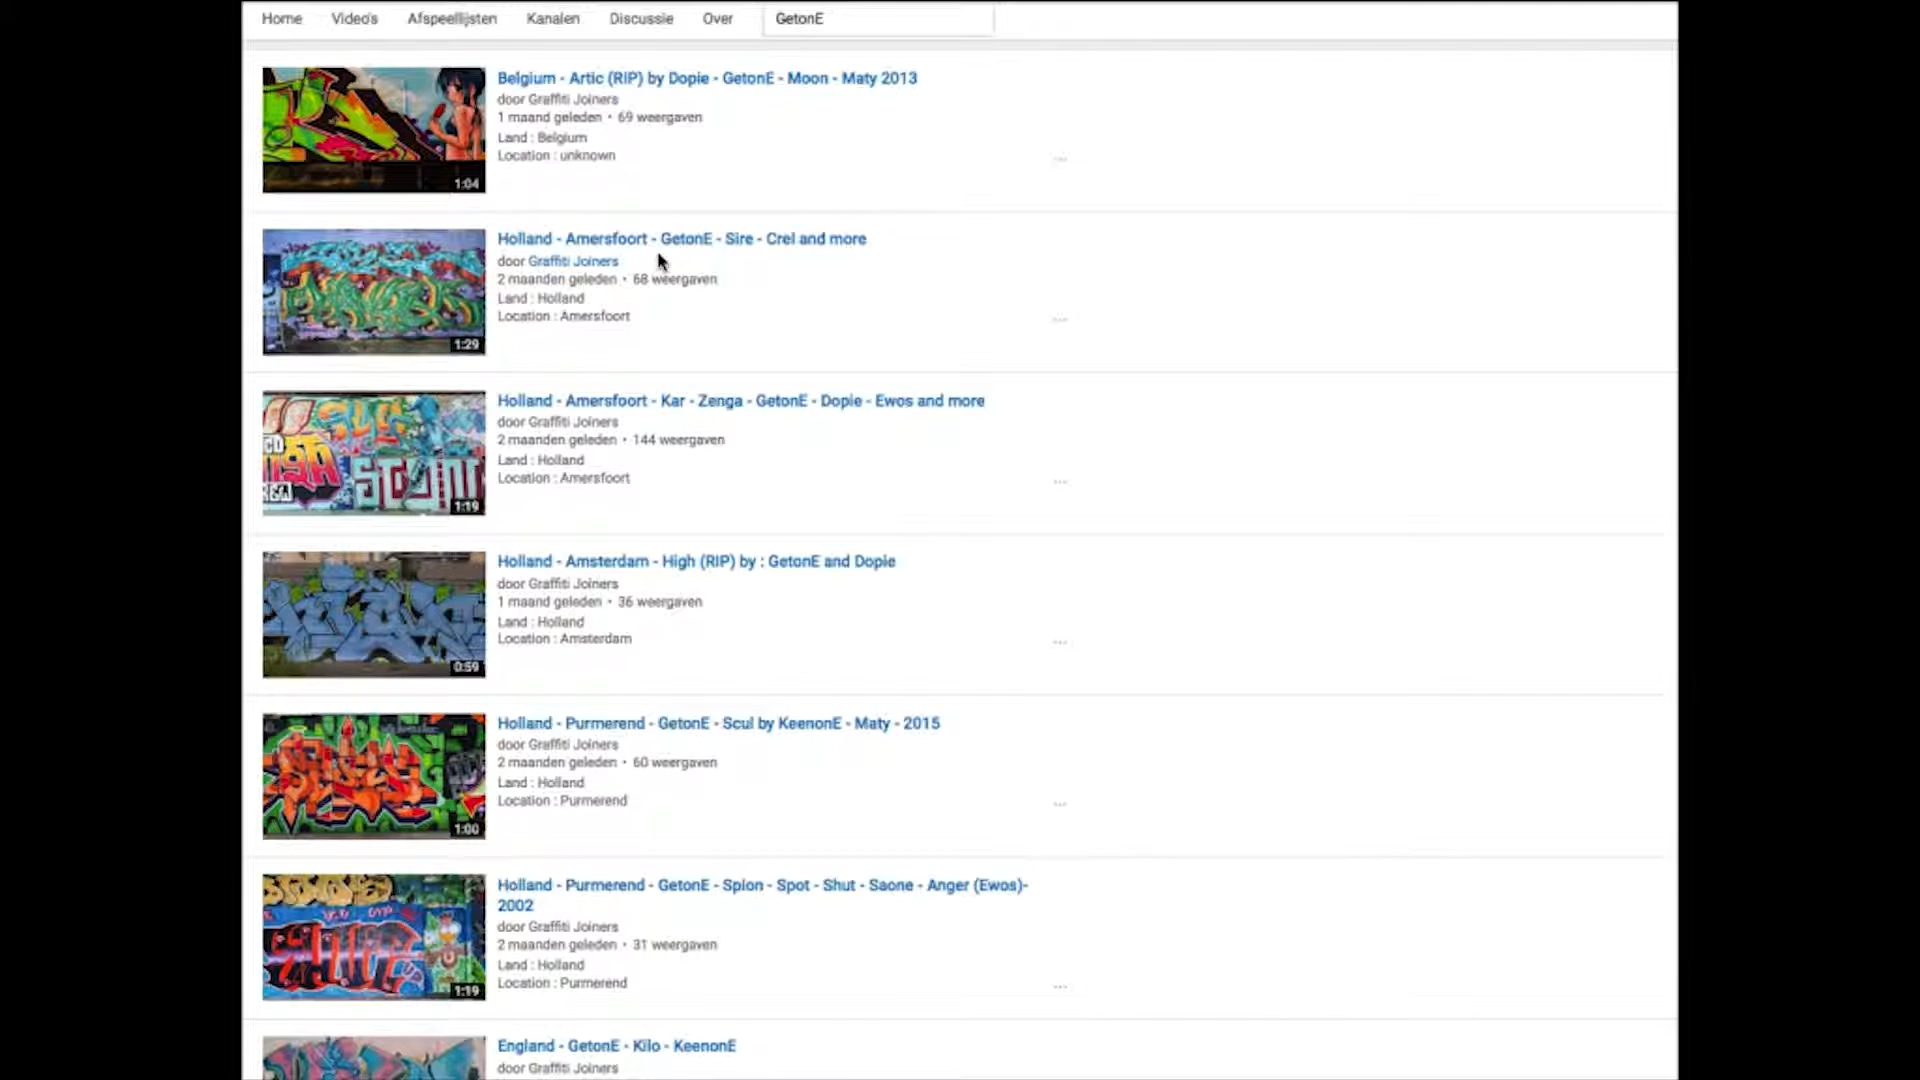 Home Video's Afspeellijsten Kanalen Discussie Over GetonE
Belgium - Artic (RIP) by Dopie - GetonE - Moon - Maty 2013
door Graffiti Joiners
1 maand geleden • 69 weergaven
Land : Belgium
Location : unknown
1:04
Holland - Amersfoort - GetonE - Sire - Crel and more
door Graffiti Joiners
2 maanden geleden • 68 weergaven
Land : Holland
Location : Amersfoort
1:29
Holland - Amersfoort - Kar - Zenga - GetonE - Dopie - Ewos and more
door Graffiti Joiners
2 maanden geleden • 144 weergaven
Land : Holland
Location : Amersfoort
1:19
Holland - Amsterdam - High (RIP) by : GetonE and Dopie
door Graffiti Joiners
1 maand geleden • 36 weergaven
Land : Holland
Location : Amsterdam
0:59
Holland - Purmerend - GetonE - Scul by KeenonE - Maty - 2015
door Graffiti Joiners
2 maanden geleden • 60 weergaven
Land : Holland
Location : Purmerend
1:00
Holland - Purmerend - GetonE - Spion - Spot - Shut - Saone - Anger (Ewos)-
2002
door Graffiti Joiners
2 maanden geleden • 31 weergaven
Land : Holland
Location : Purmerend
1:19
England - GetonE - Kilo - KeenonE
door Graffiti Joiners